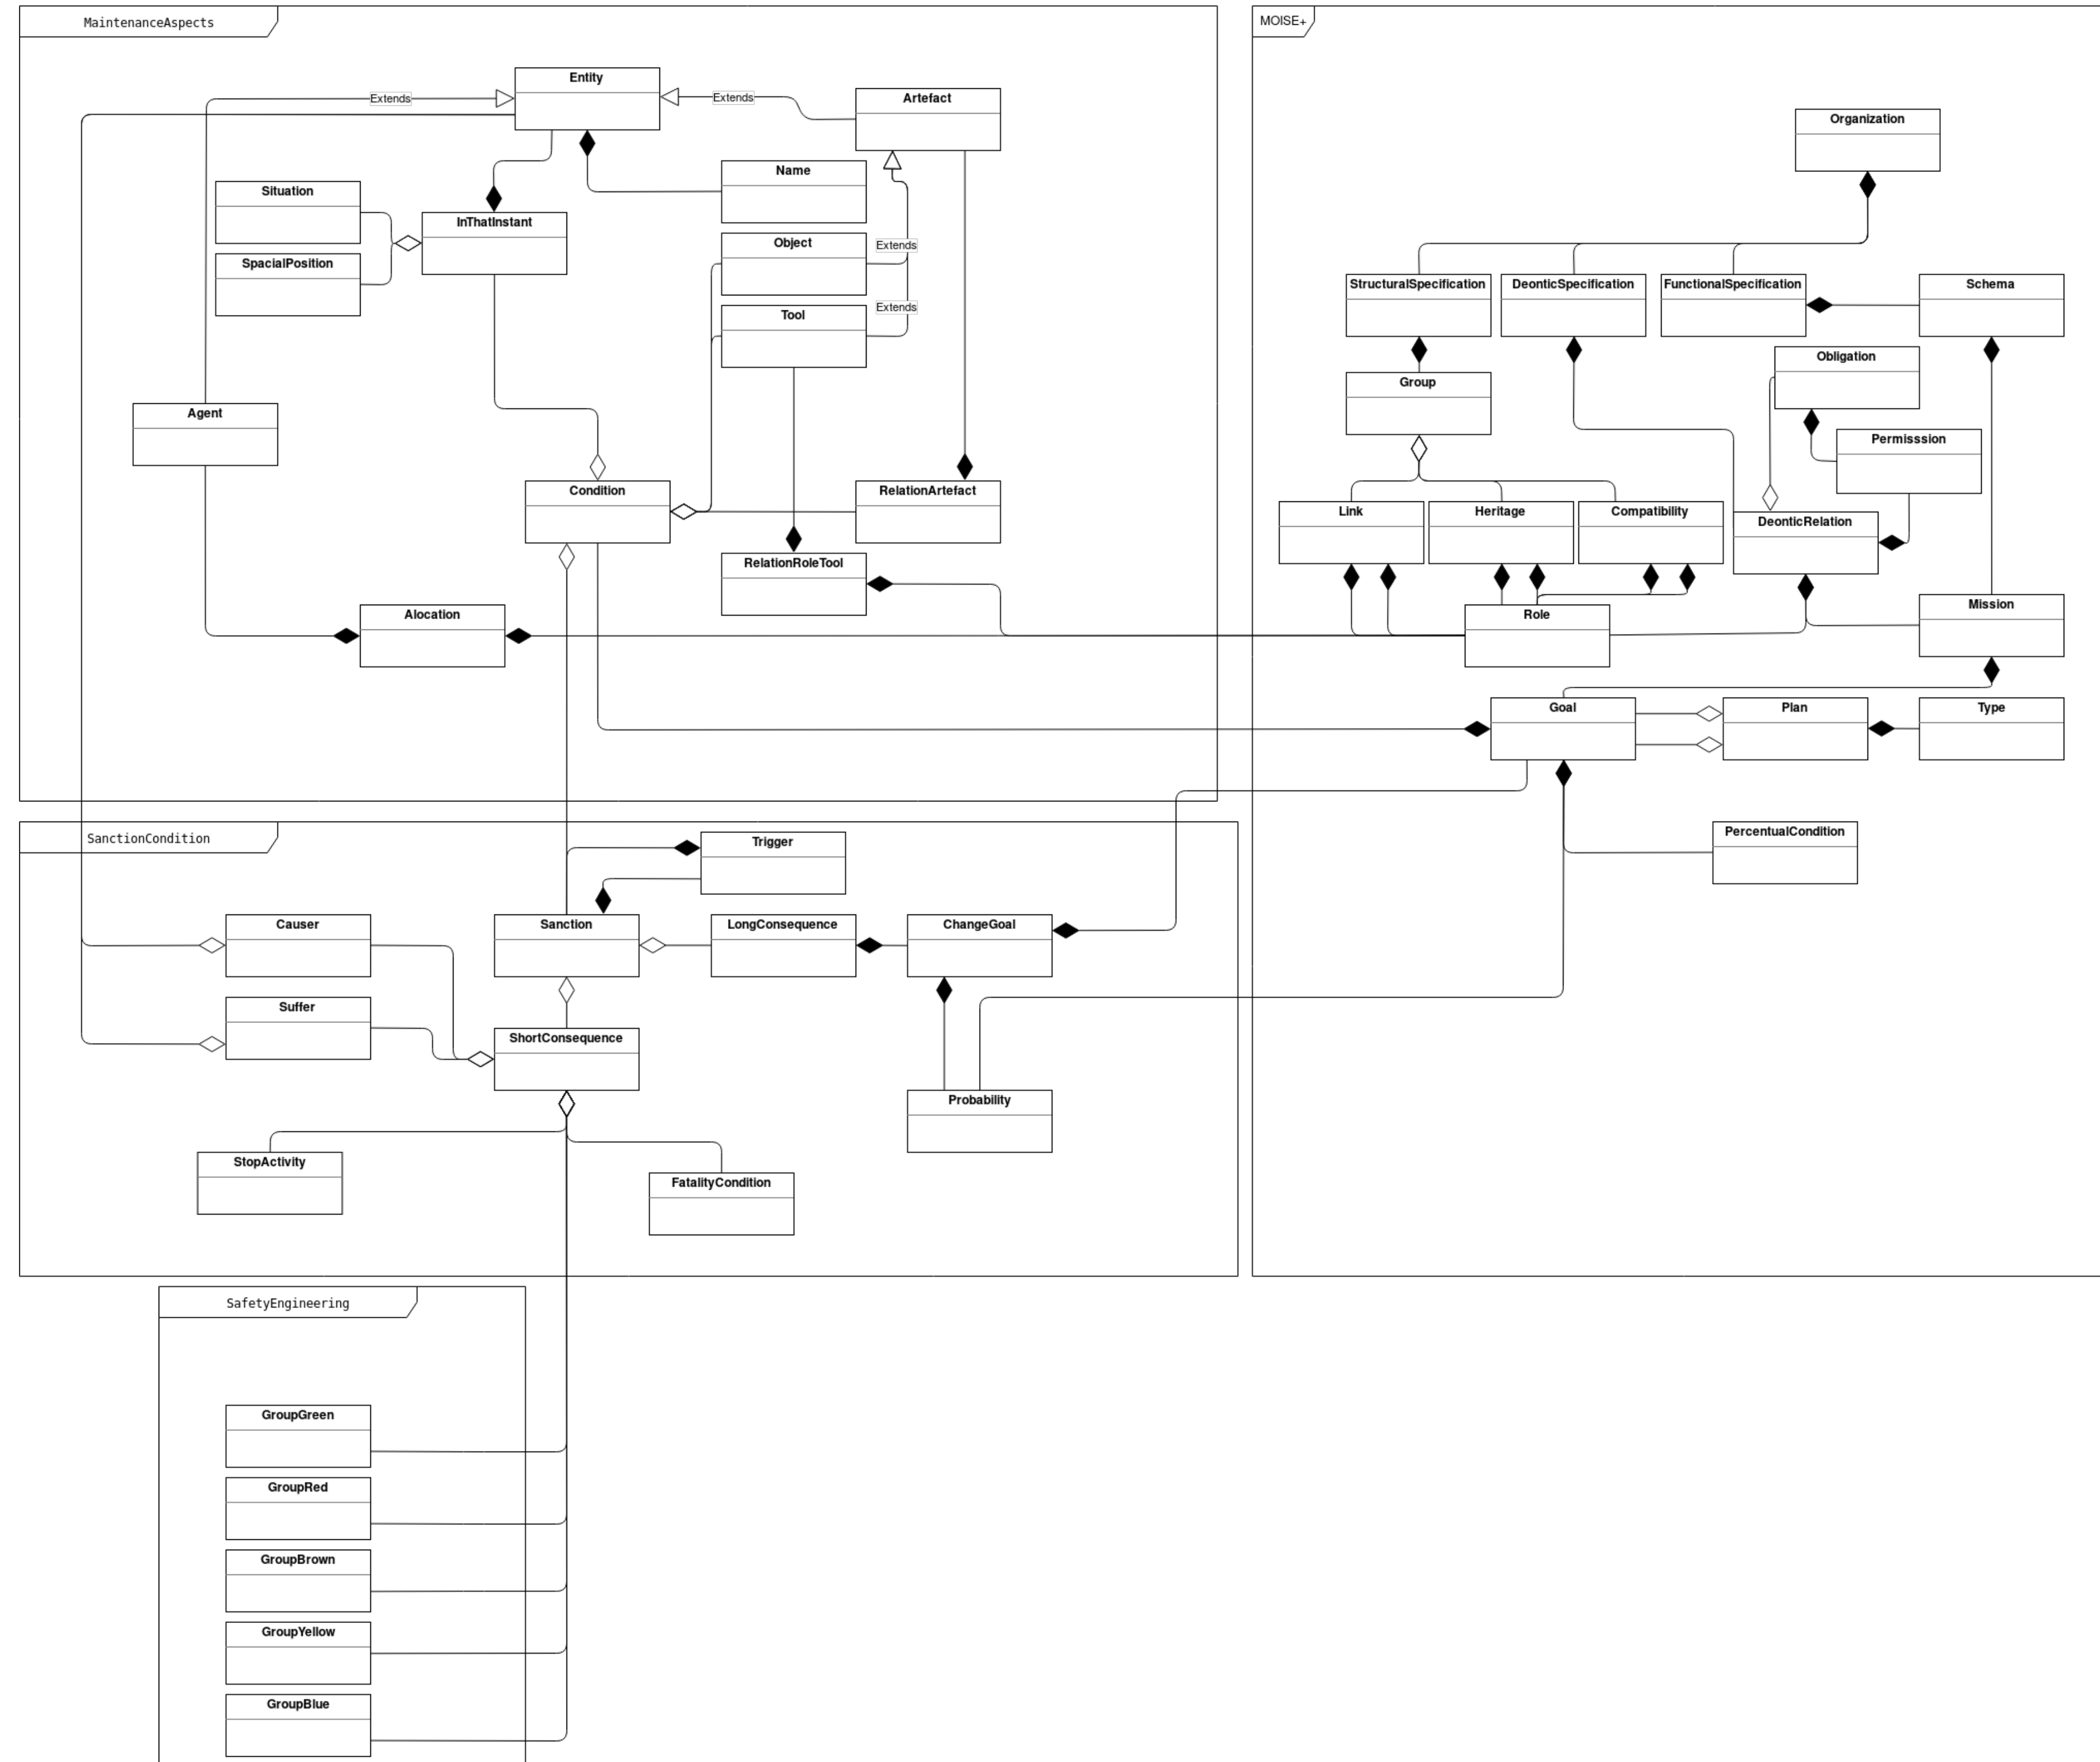 MaintenanceAspects
Entity
Extends
Extends
Artefact
Name
Situation
InThatInstant
Object
Extends
SpacialPosition
Tool
Extends
Agent
Condition
RelationArtefact
RelationRoleTool
Alocation
MOISE+
Organization
StructuralSpecification
DeonticSpecification
FunctionalSpecification
Schema
Obligation
Group
Permisssion
Link
Heritage
Compatibility
DeonticRelation
Role
Mission
Goal
Plan
Type
PercentualCondition
SanctionCondition
Trigger
Causer
Sanction
LongConsequence
ChangeGoal
Suffer
ShortConsequence
Probability
StopActivity
FatalityCondition
SafetyEngineering
GroupGreen
GroupRed
GroupBrown
GroupYellow
GroupBlue